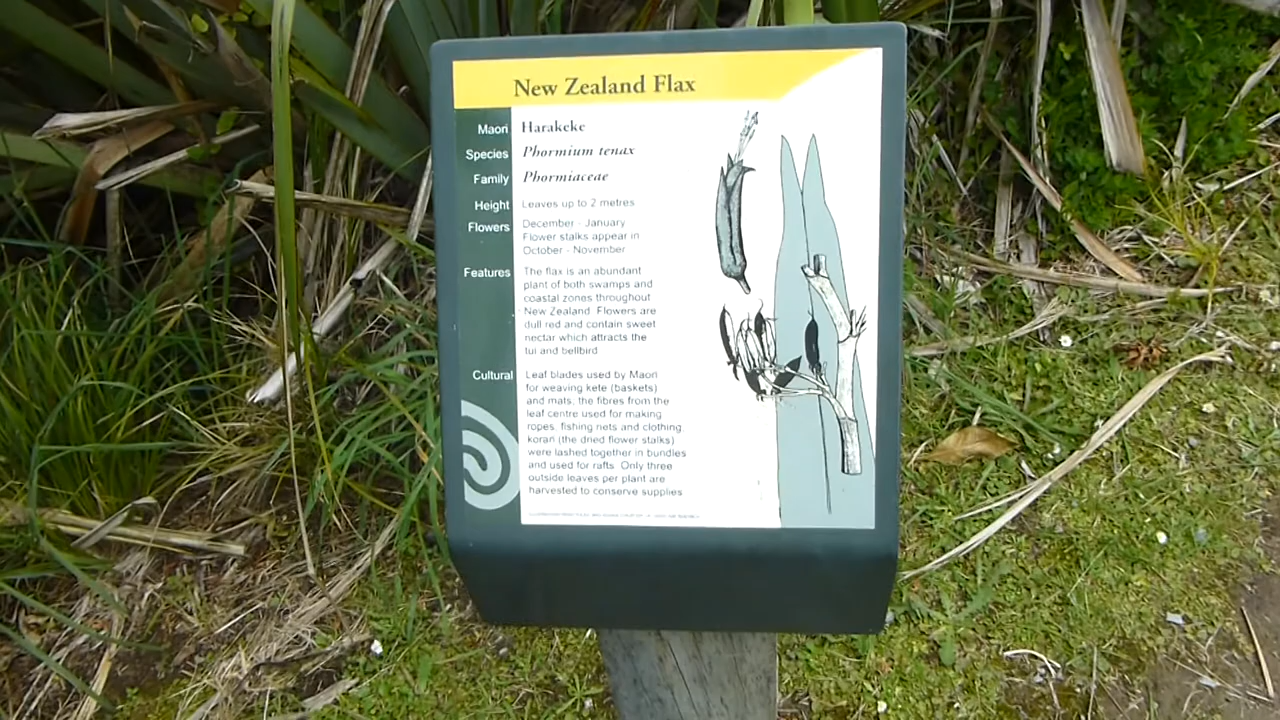 New Zealand Flax
Maori Harakeke
Species Phormium tenax
Family Phormiaceae
Height Leaves up to 2 metres
Flowers December - January
Flower stalks appear in
October - November
Features The flax is an abundant
plant of both swamps and
coastal zones throughout
New Zealand. Flowers are
dull red and contain sweet
nectar which attracts the
tui and bellbird
Cultural Leaf blades used by Maori
for weaving kete (baskets)
and mats, the fibres from the
leaf centre used for making
ropes, fishing nets and clothing,
korari (the dried flower stalks)
were lashed together in bundles
and used for rafts. Only three
outside leaves per plant are
harvested to conserve supplies